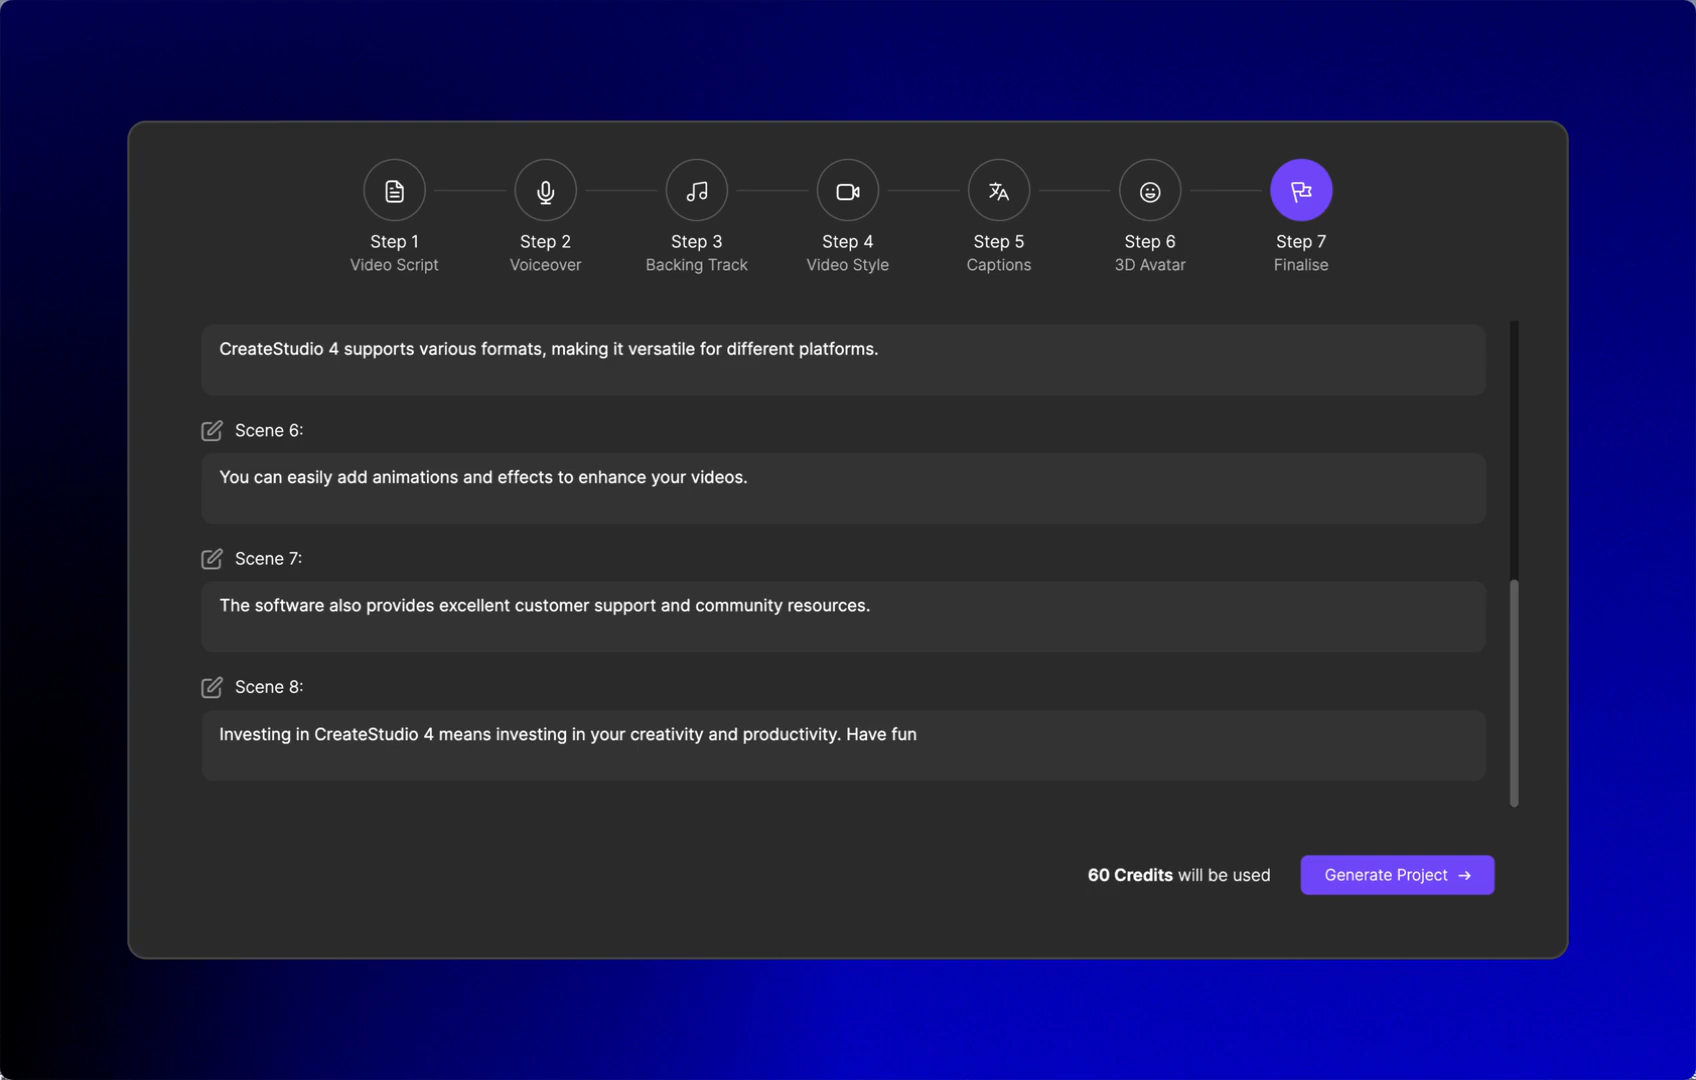 Step 1
Video Script
Step 2
Voiceover
Step 3
Backing Track
Step 4
Video Style
Step 5
Captions
Step 6
3D Avatar
Step 7
Finalise
CreateStudio 4 supports various formats, making it versatile for different platforms.
Scene 6:
You can easily add animations and effects to enhance your videos.
Scene 7:
The software also provides excellent customer support and community resources.
Scene 8:
Investing in CreateStudio 4 means investing in your creativity and productivity. Have fun
60 Credits will be used
Generate Project →